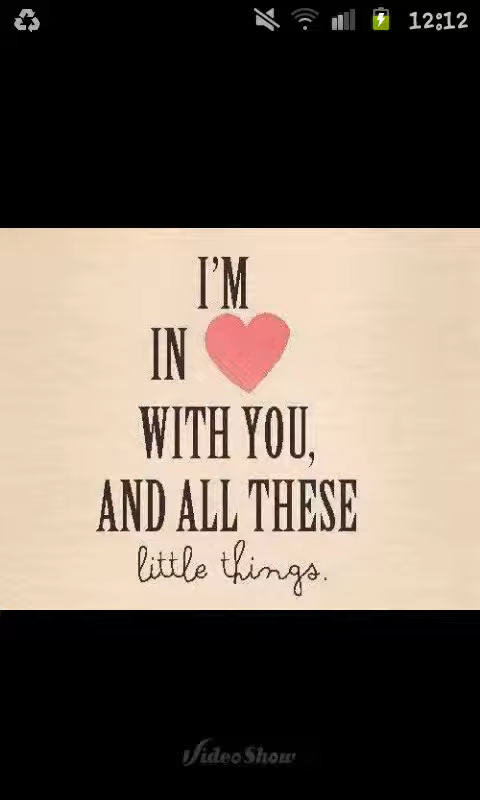 12:12
I'M
IN
WITH YOU,
AND ALL THESE
little things.
VideoShow